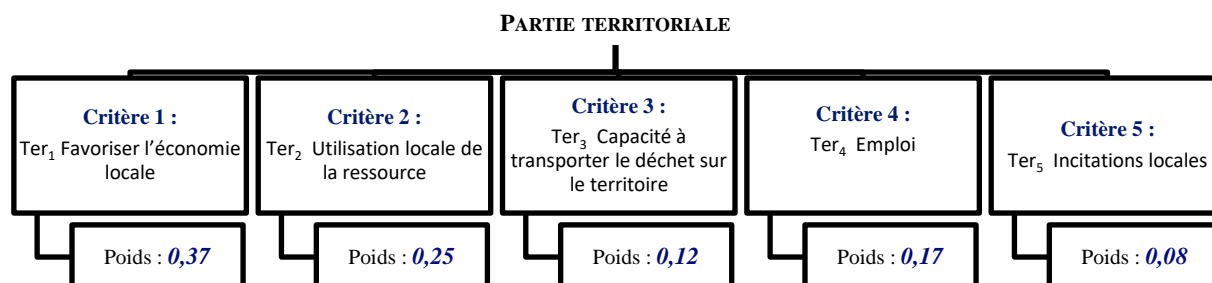 PARTIE TERRITORIALE
Critère 1 :
Ter₁ Favoriser l’économie
locale
Poids : 0,37
Critère 2 :
Ter₂ Utilisation locale de
la ressource
Poids : 0,25
Critère 3 :
Ter₃ Capacité à
transporter le déchet sur
le territoire
Poids : 0,12
Critère 4 :
Ter₄ Emploi
Poids : 0,17
Critère 5 :
Ter₅ Incitations locales
Poids : 0,08